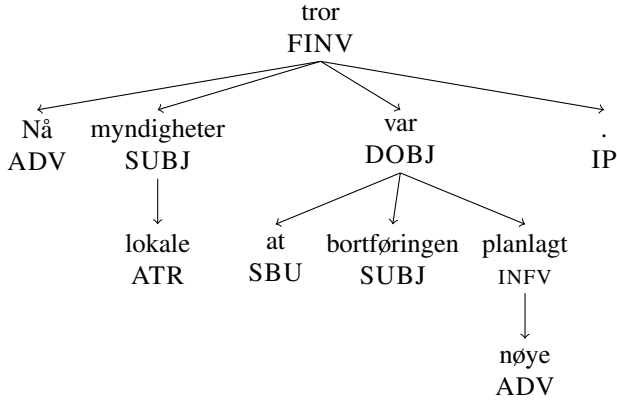 tror
FINV
Nå myndigheter var .
ADV SUBJ DOBJ IP
lokale at bortføringen planlagt
ATR SBU SUBJ INFV
nøye
ADV